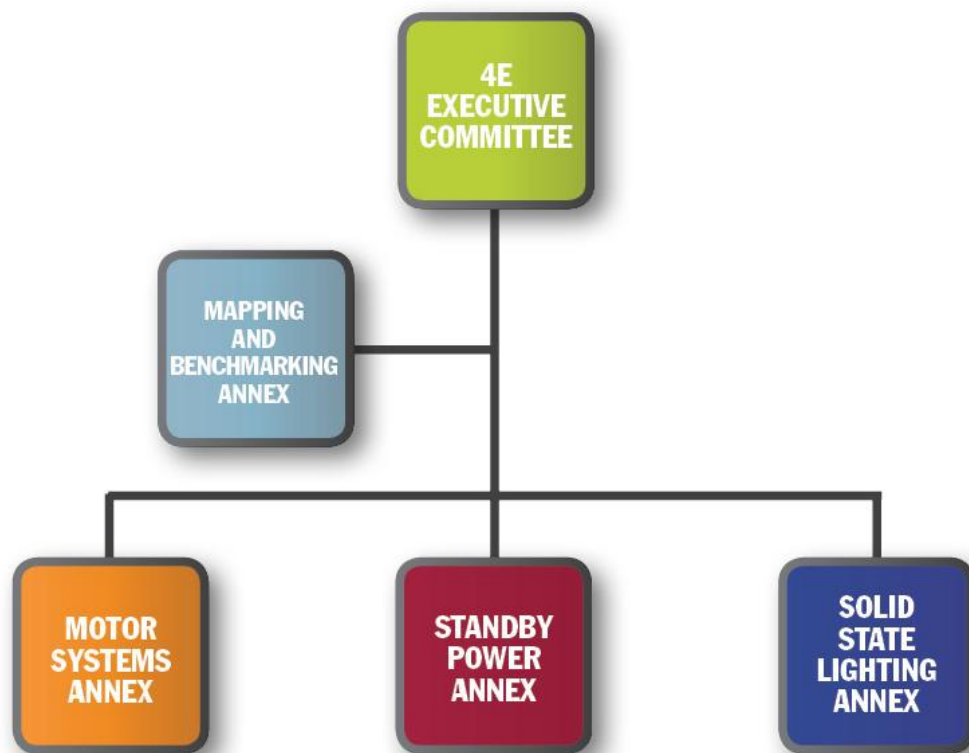 4E
EXECUTIVE
COMMITTEE
MAPPING
AND
BENCHMARKING
ANNEX
MOTOR
SYSTEMS
ANNEX
STANDBY
POWER
ANNEX
SOLID
STATE
LIGHTING
ANNEX